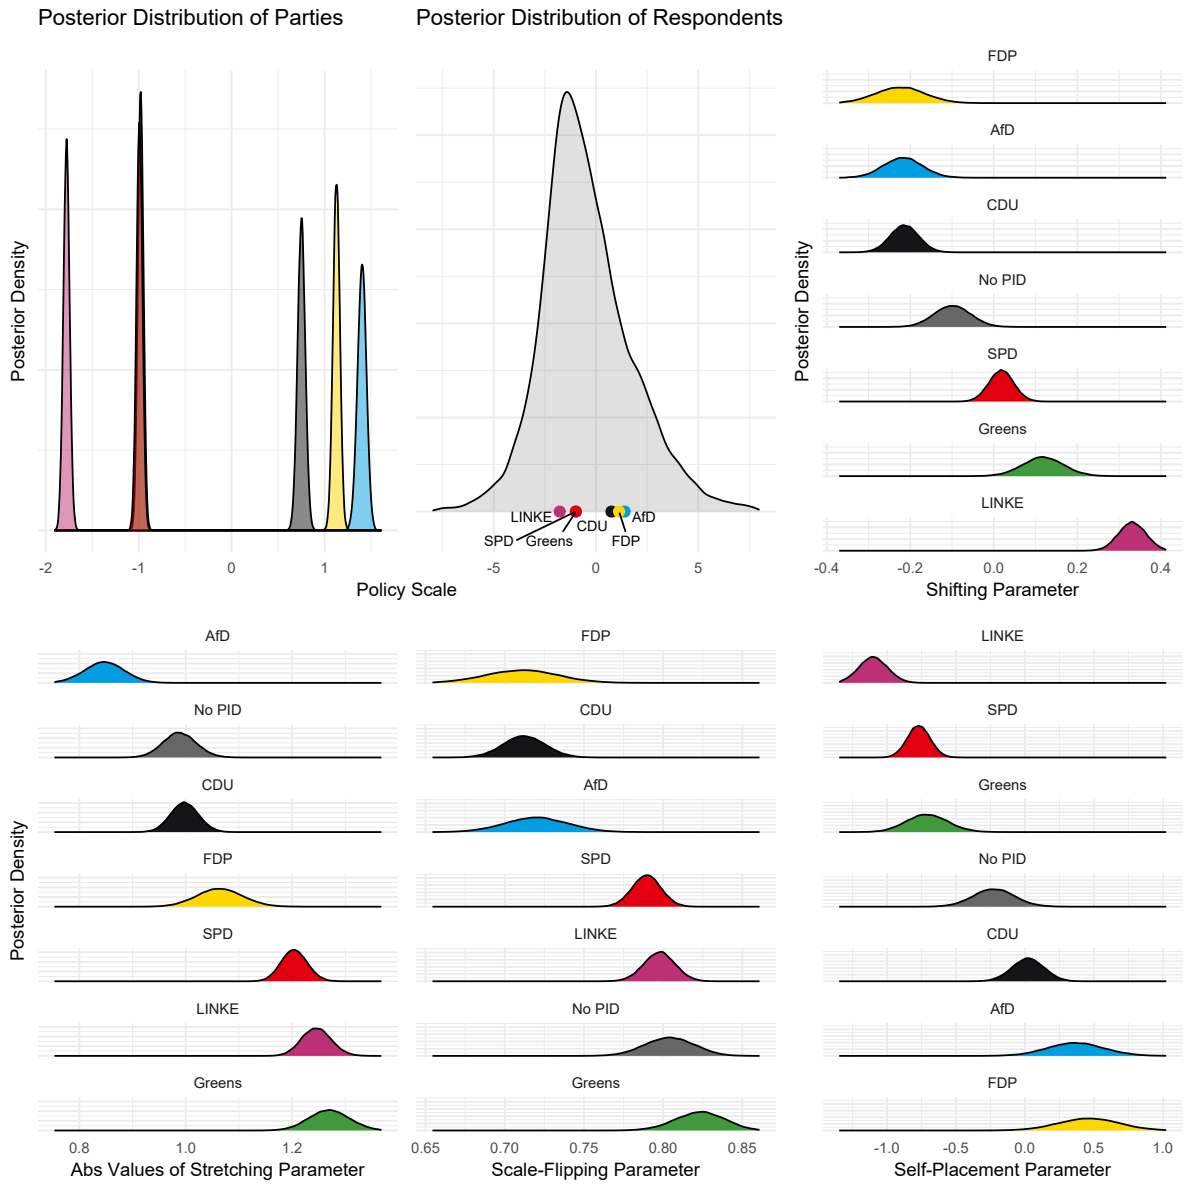 Posterior Distribution of Parties
Posterior Distribution of Respondents
Posterior Density
-2
-1
0
1
LINKE
CDU
AfD
SPD
Greens
FDP
-5
0
5
Policy Scale
Posterior Density
FDP
AfD
CDU
No PID
SPD
Greens
LINKE
-0.4
-0.2
0.0
0.2
0.4
Shifting Parameter
Posterior Density
AfD
No PID
CDU
FDP
SPD
LINKE
Greens
0.8
1.0
1.2
Abs Values of Stretching Parameter
FDP
CDU
AfD
SPD
LINKE
No PID
Greens
0.65
0.70
0.75
0.80
0.85
Scale-Flipping Parameter
LINKE
SPD
Greens
No PID
CDU
AfD
FDP
-1.0
-0.5
0.0
0.5
1.0
Self-Placement Parameter